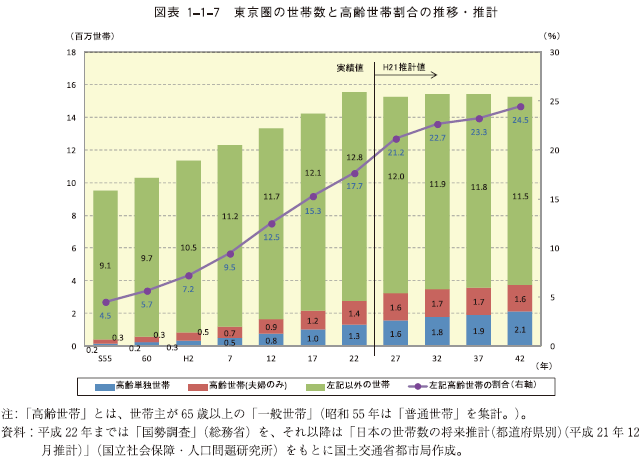 図表 1-1-7　東京圏の世帯数と高齢世帯割合の推移・推計
(百万世帯) (%)
実績値 H21推計値
18 30
16 25
14 20
12
10 15
8
6 10
4 5
2
0 0
9.1 9.7 10.5 11.2 11.7 12.1 12.8 12.0 11.9 11.8 11.5
4.5 5.7 7.2 9.5 12.5 15.3 17.7 21.2 22.7 23.3 24.5
0.3 0.3 0.5 0.7 0.9 1.2 1.4 1.6 1.7 1.7 1.6
0.2 0.2 0.3 0.5 0.8 1.0 1.3 1.6 1.8 1.9 2.1
S55 60 H2 7 12 17 22 27 32 37 42
(年)
高齢単独世帯 高齢世帯(夫婦のみ) 左記以外の世帯 左記高齢世帯の割合(右軸)
注：「高齢世帯」とは、世帯主が65歳以上の「一般世帯」（昭和55年は「普通世帯」を集計。）。
資料：平成22年までは「国勢調査」（総務省）を、それ以降は「日本の世帯数の将来推計(都道府県別)(平成21年12
月推計)」（国立社会保障・人口問題研究所）をもとに国土交通省都市局作成。